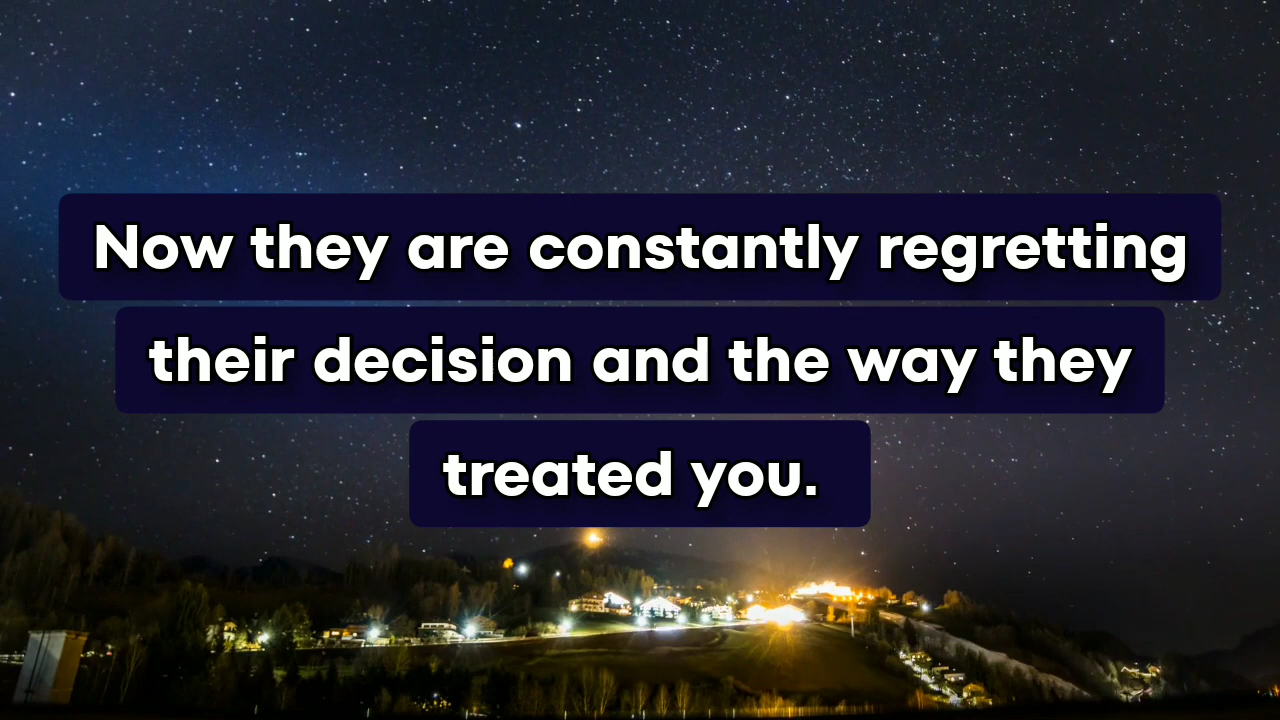 Now they are constantly regretting
their decision and the way they
treated you.